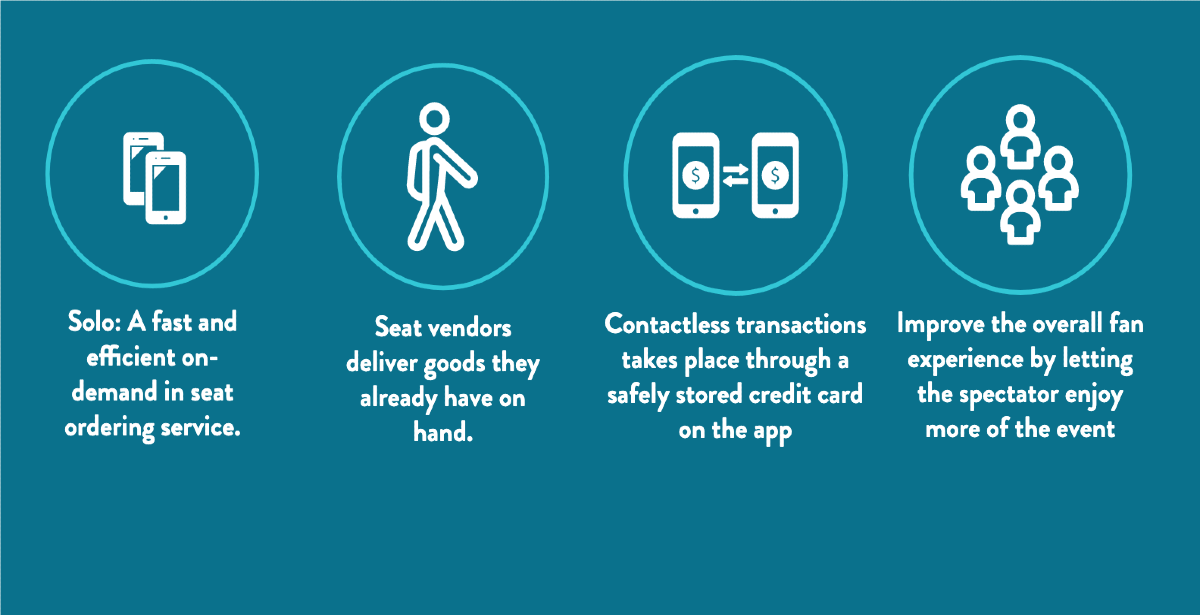 Solo: A fast and
efficient on-
demand in seat
ordering service.
Seat vendors
deliver goods they
already have on
hand.
$
$
Contactless transactions
takes place through a
safely stored credit card
on the app
Improve the overall fan
experience by letting
the spectator enjoy
more of the event